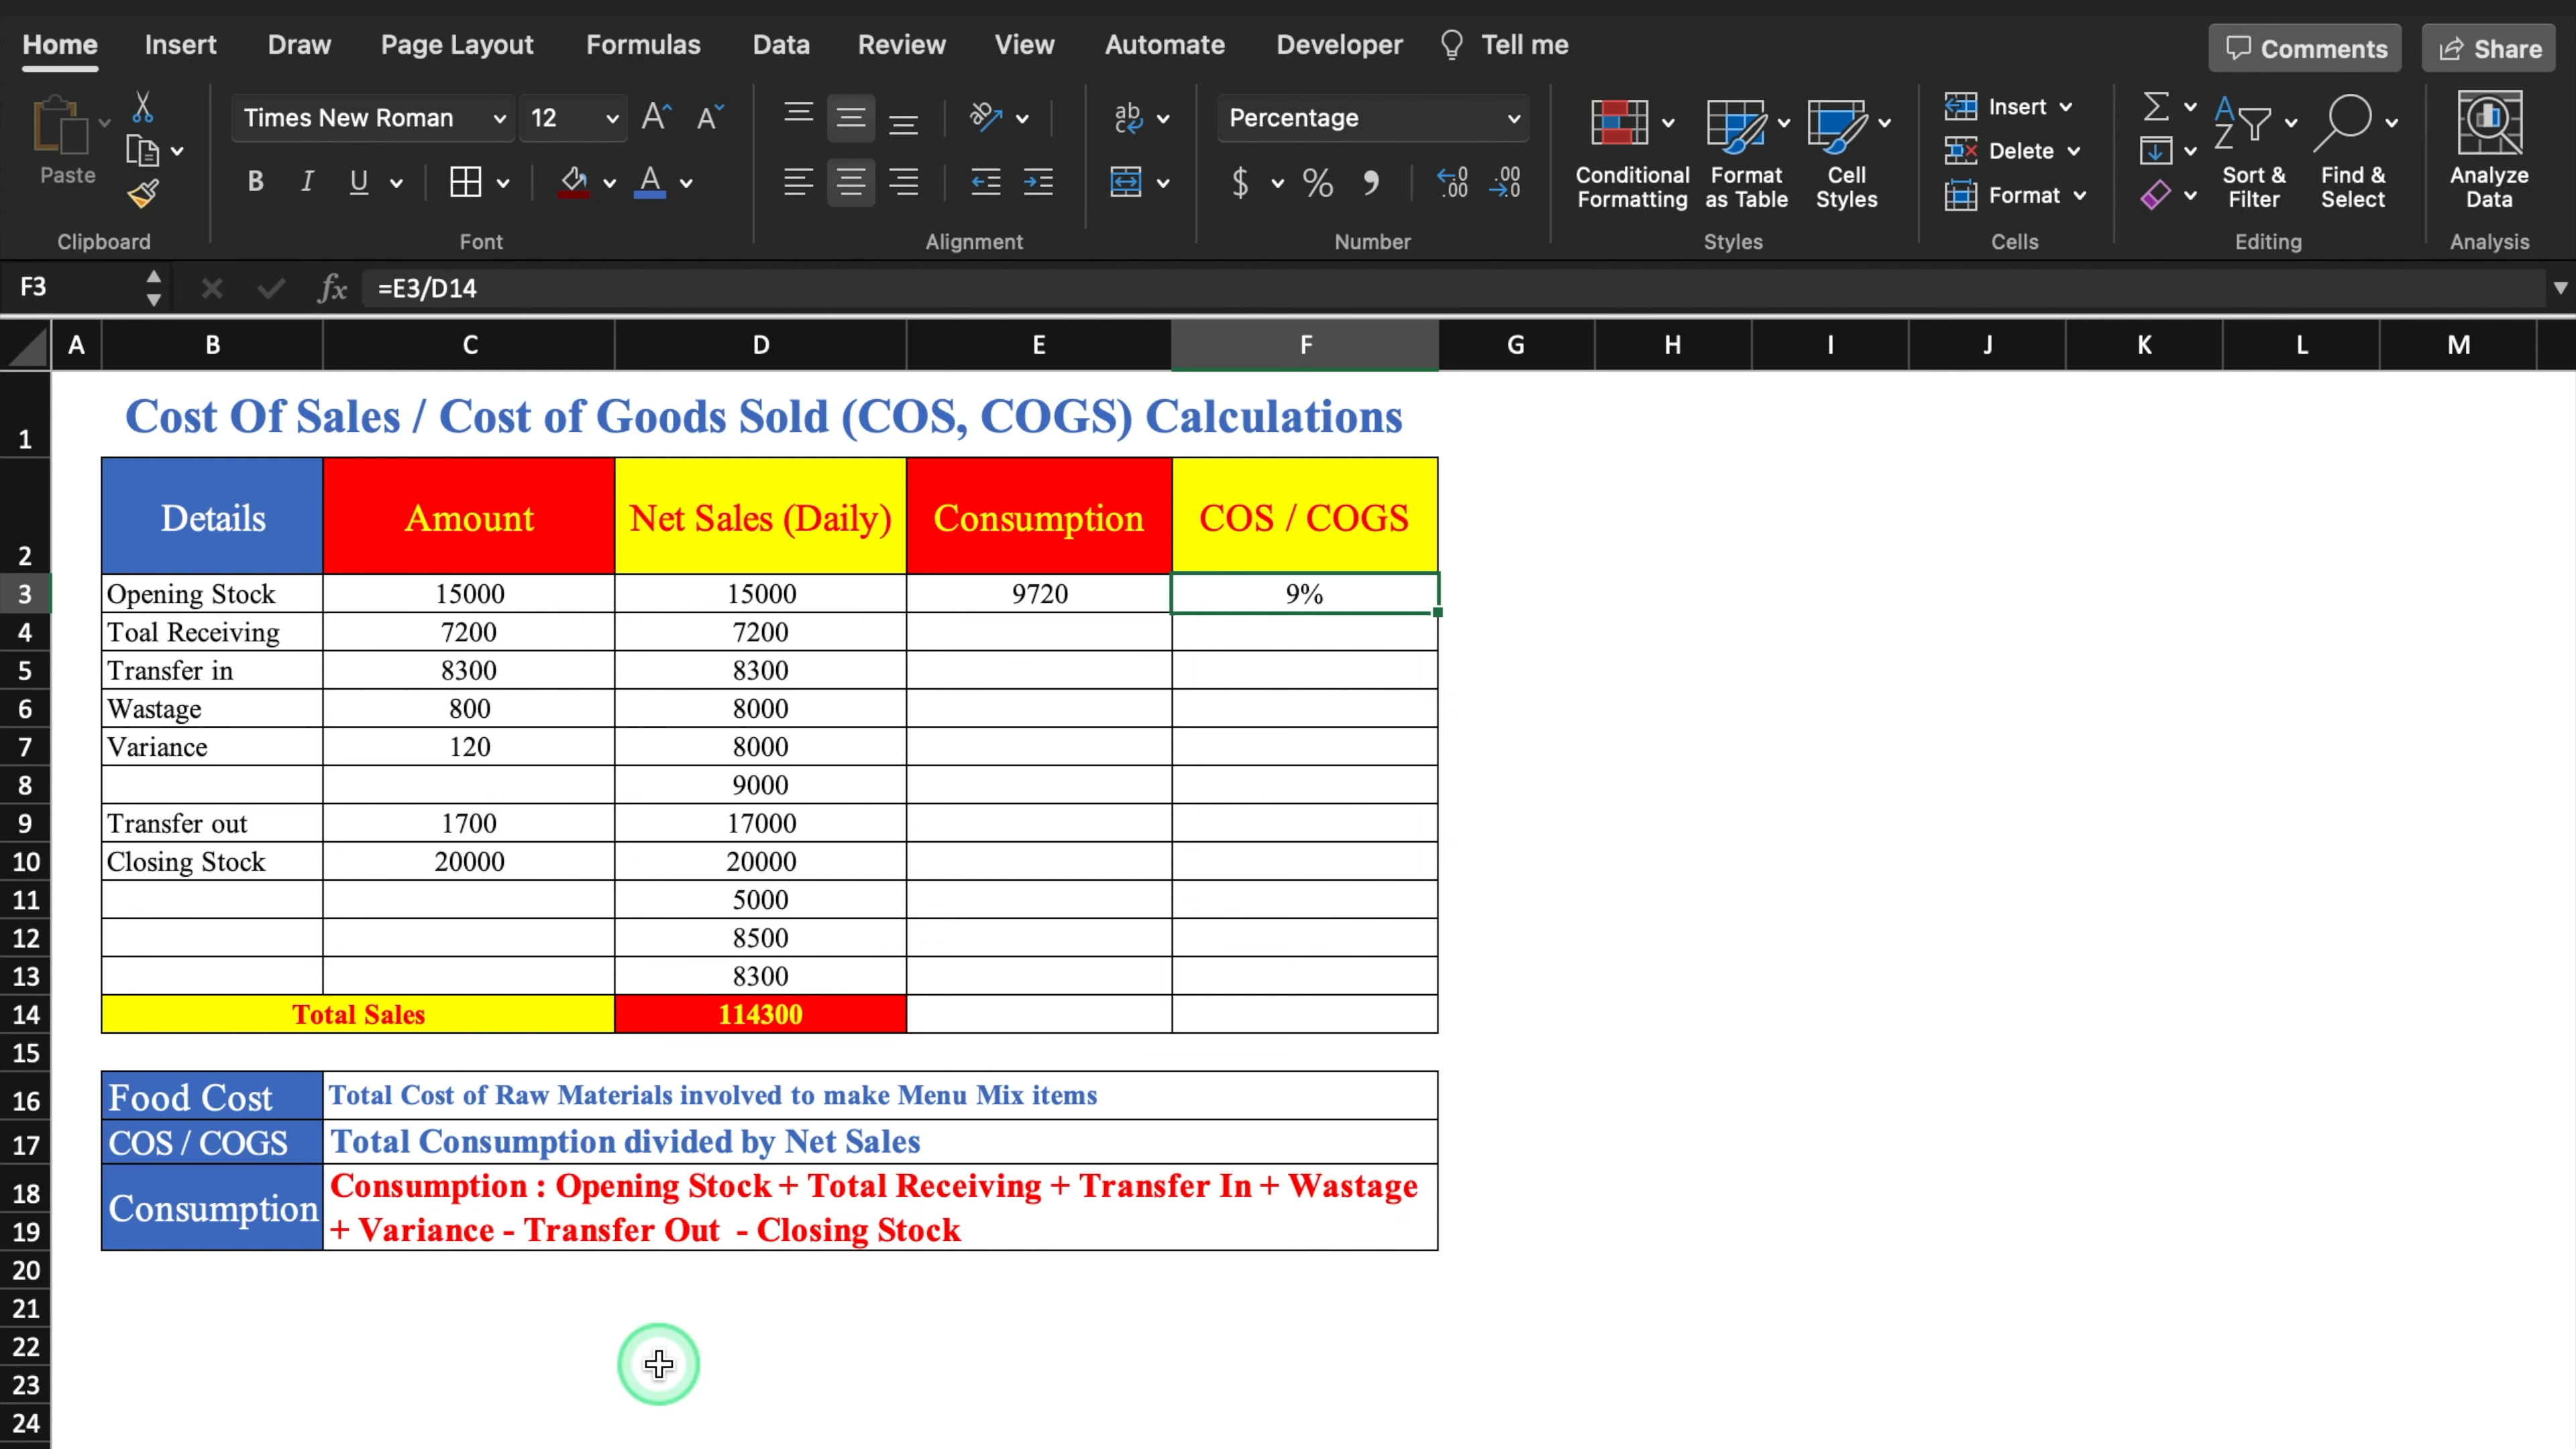 Home Insert Draw Page Layout Formulas Data Review View Automate Developer Tell me Comments Share
Times New Roman 12 Percentage Insert
Paste Conditional Formatting Format as Table Cell Styles Delete Sort & Filter Find & Select Analyze Data
Format
Clipboard Font Alignment Number Styles Cells Editing Analysis
F3 fx =E3/D14
A B C D E F G H I J K L M
1 Cost Of Sales / Cost of Goods Sold (COS, COGS) Calculations
2 Details Amount Net Sales (Daily) Consumption COS / COGS
3 Opening Stock 15000 15000 9720 9%
4 Toal Receiving 7200 7200
5 Transfer in 8300 8300
6 Wastage 800 8000
7 Variance 120 8000
8 9000
9 Transfer out 1700 17000
10 Closing Stock 20000 20000
11 5000
12 8500
13 8300
14 Total Sales 114300
15
16 Food Cost Total Cost of Raw Materials involved to make Menu Mix items
17 COS / COGS Total Consumption divided by Net Sales
18 Consumption Consumption : Opening Stock + Total Receiving + Transfer In + Wastage
19 + Variance - Transfer Out - Closing Stock
20
21
22
23
24